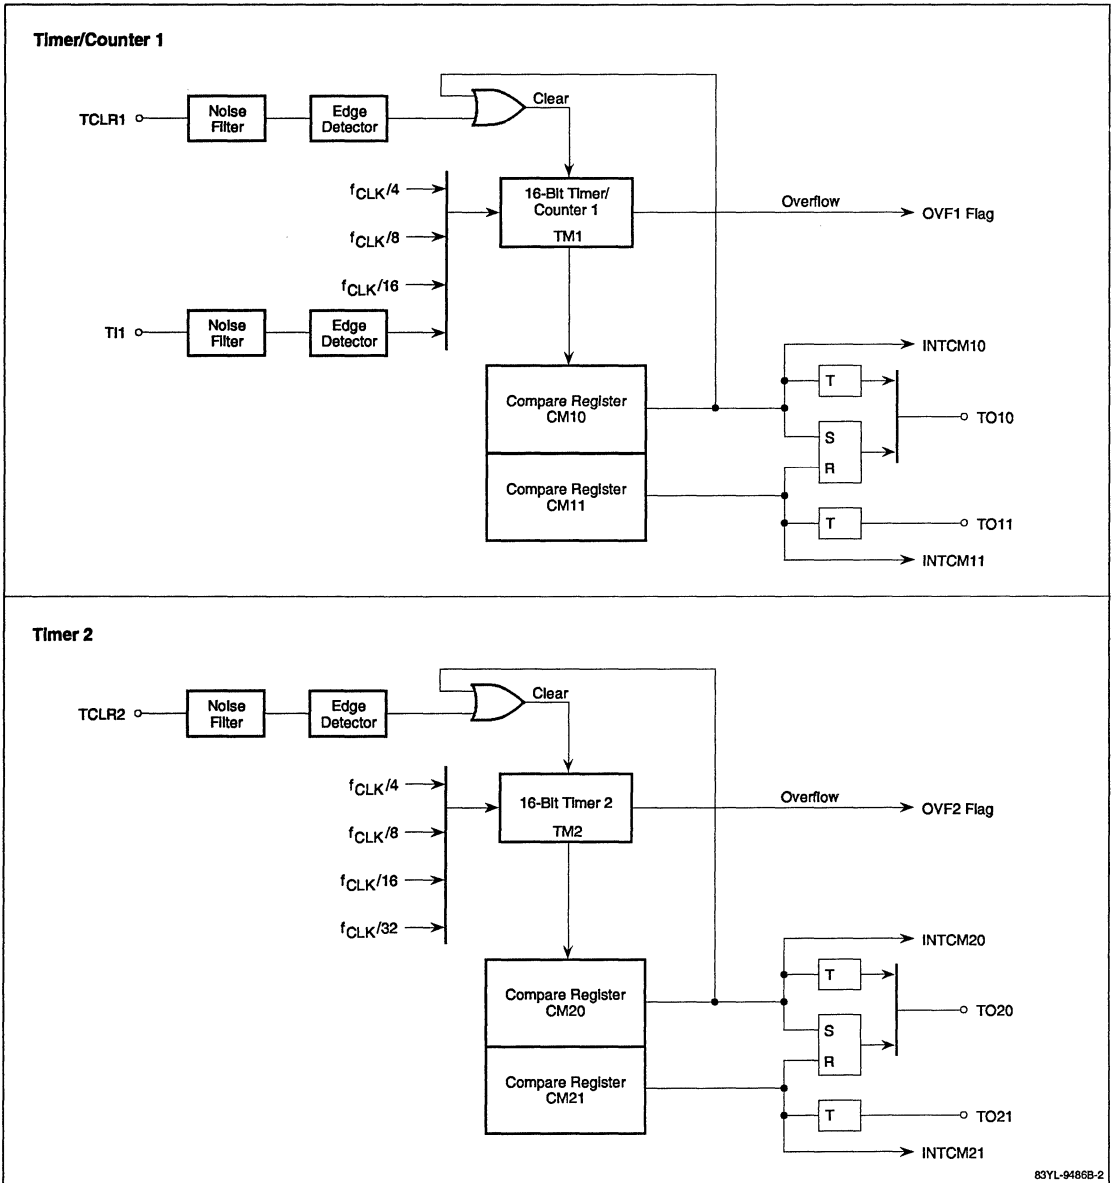 Timer/Counter 1
TCLR1
Noise
Filter
Edge
Detector
Clear
fCLK/4
fCLK/8
fCLK/16
TI1
Noise
Filter
Edge
Detector
16-Bit Timer/
Counter 1
TM1
Overflow
OVF1 Flag
Compare Register
CM10
Compare Register
CM11
INTCM10
T
S
R
TO10
T
TO11
INTCM11
Timer 2
TCLR2
Noise
Filter
Edge
Detector
Clear
fCLK/4
fCLK/8
fCLK/16
fCLK/32
16-Bit Timer 2
TM2
Overflow
OVF2 Flag
Compare Register
CM20
Compare Register
CM21
INTCM20
T
S
R
TO20
T
TO21
INTCM21
83YL-9486B-2